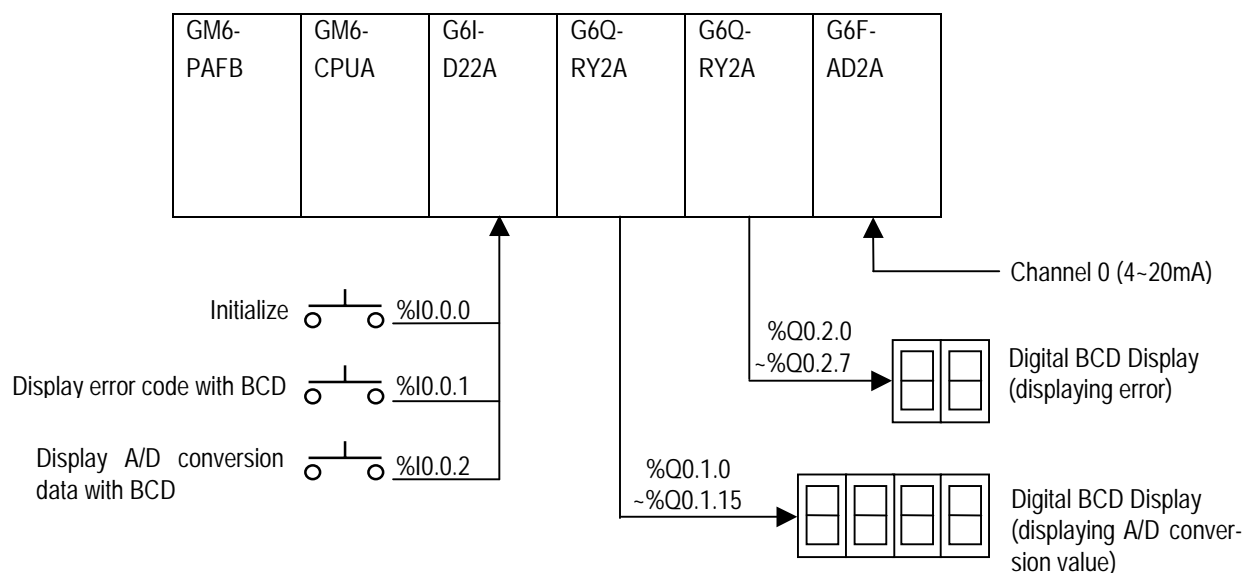 GM6-
PAFB
GM6-
CPUA
G6I-
D22A
G6Q-
RY2A
G6Q-
RY2A
G6F-
AD2A
Channel 0 (4~20mA)
Initialize
%I0.0.0
%Q0.2.0
~%Q0.2.7
Digital BCD Display
(displaying error)
Display error code with BCD
%I0.0.1
Display A/D conversion
data with BCD
%I0.0.2
%Q0.1.0
~%Q0.1.15
Digital BCD Display
(displaying A/D conver-
sion value)